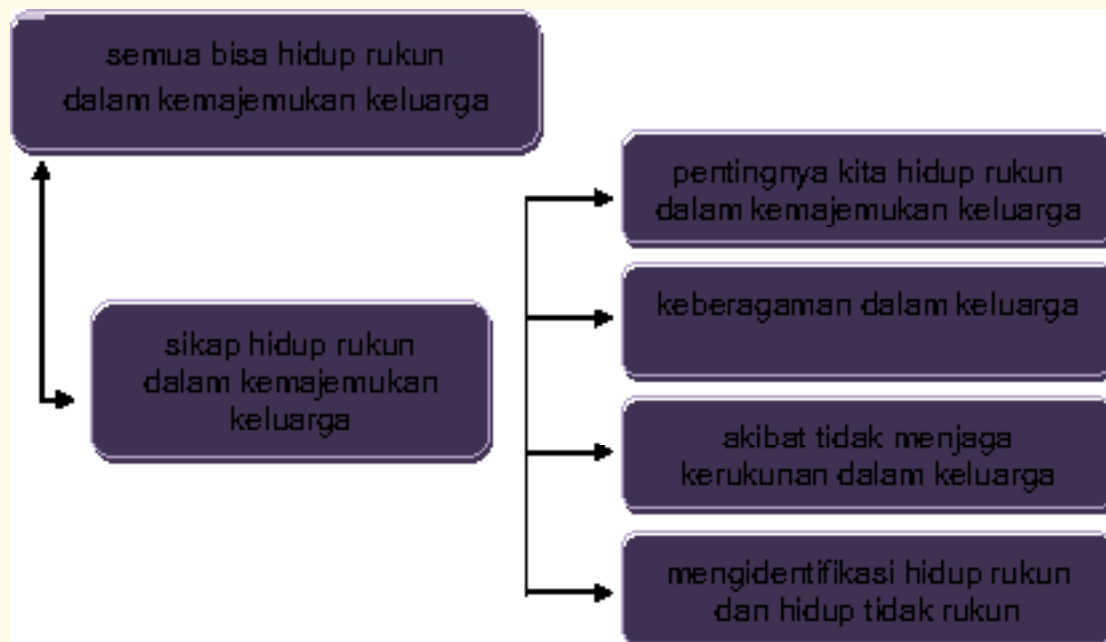 semua bisa hidup rukun
dalam kemajemukan keluarga
sikap hidup rukun
dalam kemajemukan
keluarga
pentingnya kita hidup rukun
dalam kemajemukan keluarga
keberagaman dalam keluarga
akibat tidak menjaga
kerukunan dalam keluarga
mengidentifikasi hidup rukun
dan hidup tidak rukun